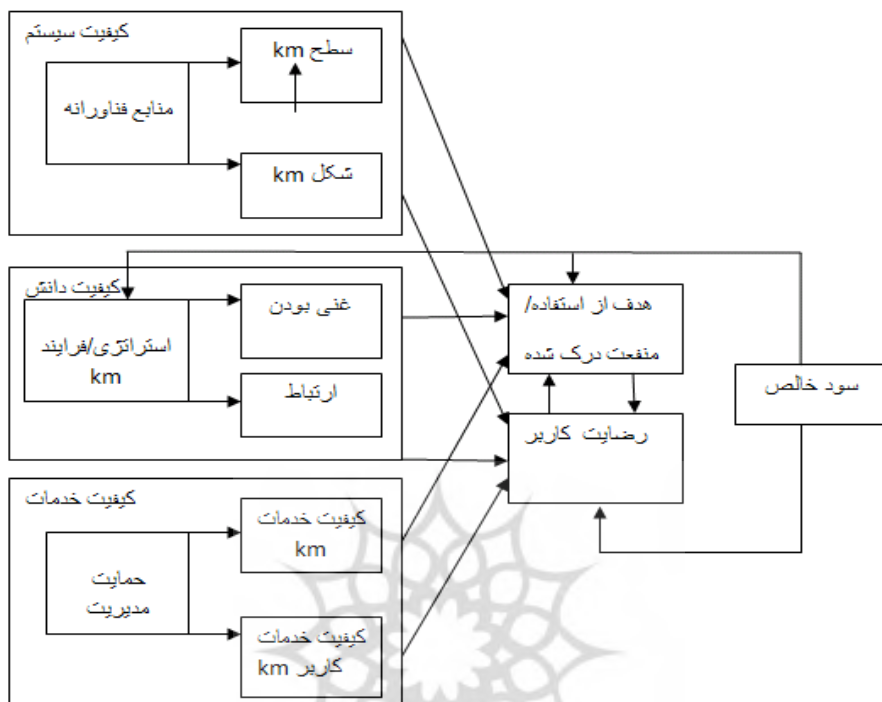 کیفیت سیستم
منابع فناورانه
سطح km
شکل km
کیفیت دانش
استراتژی/فرایند
km
غنی بودن
ارتباط
کیفیت خدمات
حمایت
مدیریت
کیفیت خدمات
km
کیفیت خدمات
کاربر km
هدف از استفاده/
منفعت درک شده
رضایت کاربر
سود خالص